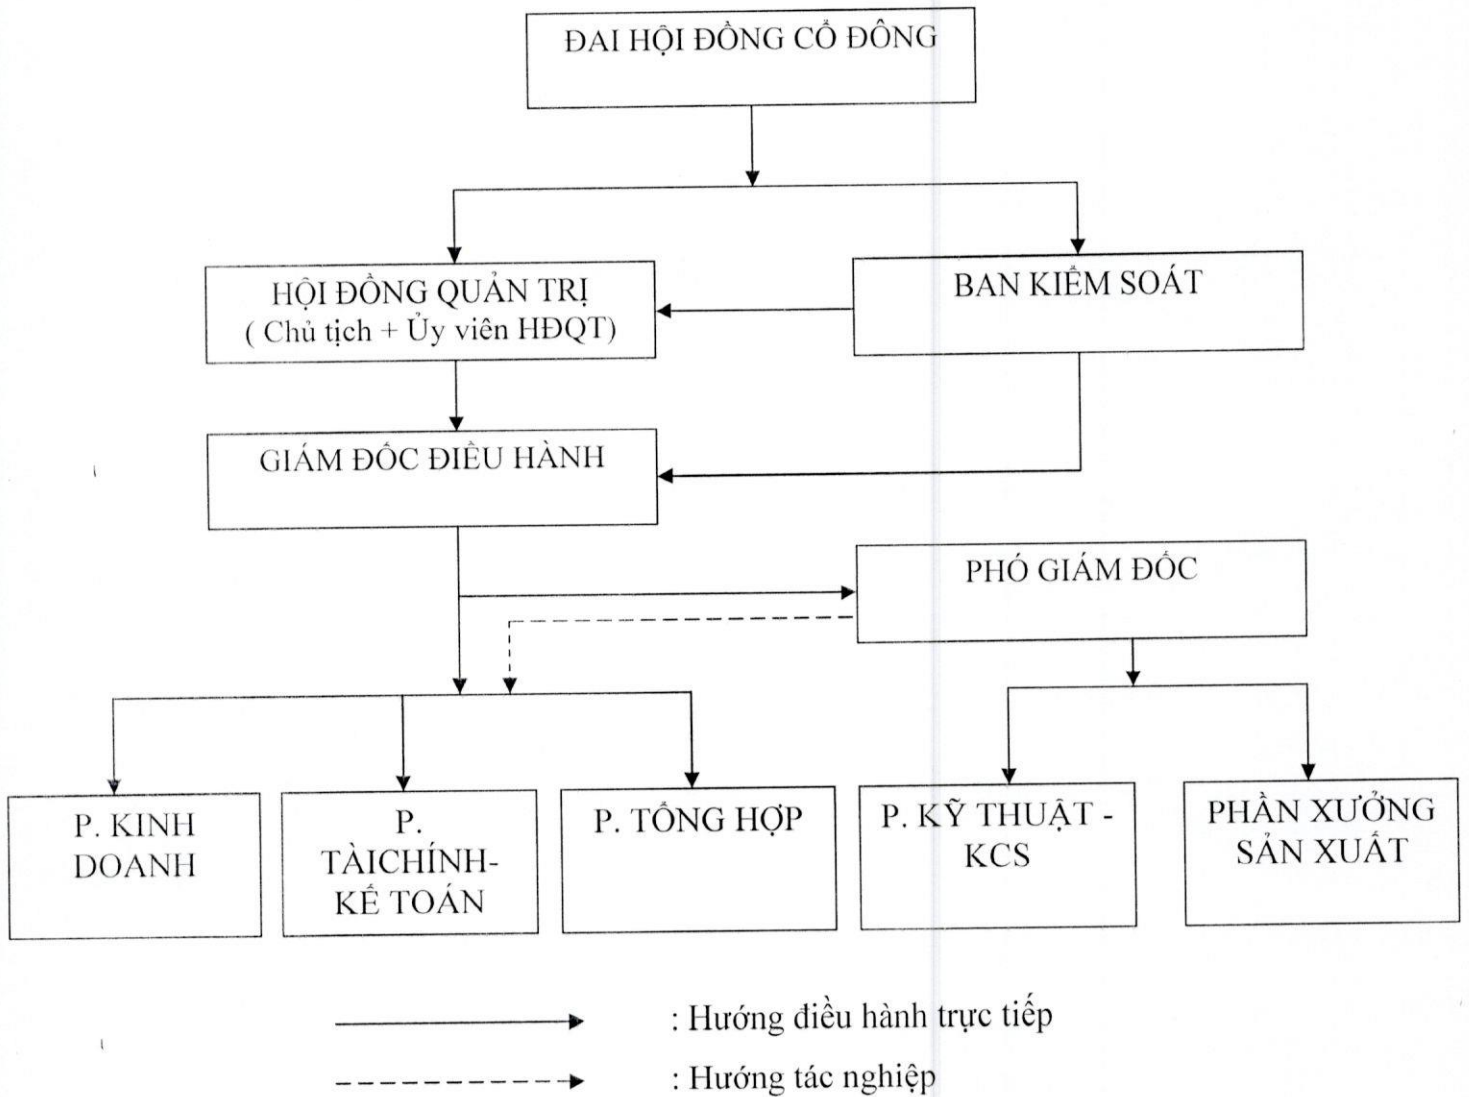 ĐAI HỘI ĐỒNG CỔ ĐÔNG
HỘI ĐỒNG QUẢN TRỊ
( Chủ tịch + Ủy viên HĐQT)
BAN KIỂM SOÁT
GIÁM ĐỐC ĐIỀU HÀNH
PHÓ GIÁM ĐỐC
P. KINH
DOANH
P.
TÀICHÍNH-
KẾ TOÁN
P. TỔNG HỢP
P. KỸ THUẬT -
KCS
PHẦN XƯỞNG
SẢN XUẤT
: Hướng điều hành trực tiếp
: Hướng tác nghiệp